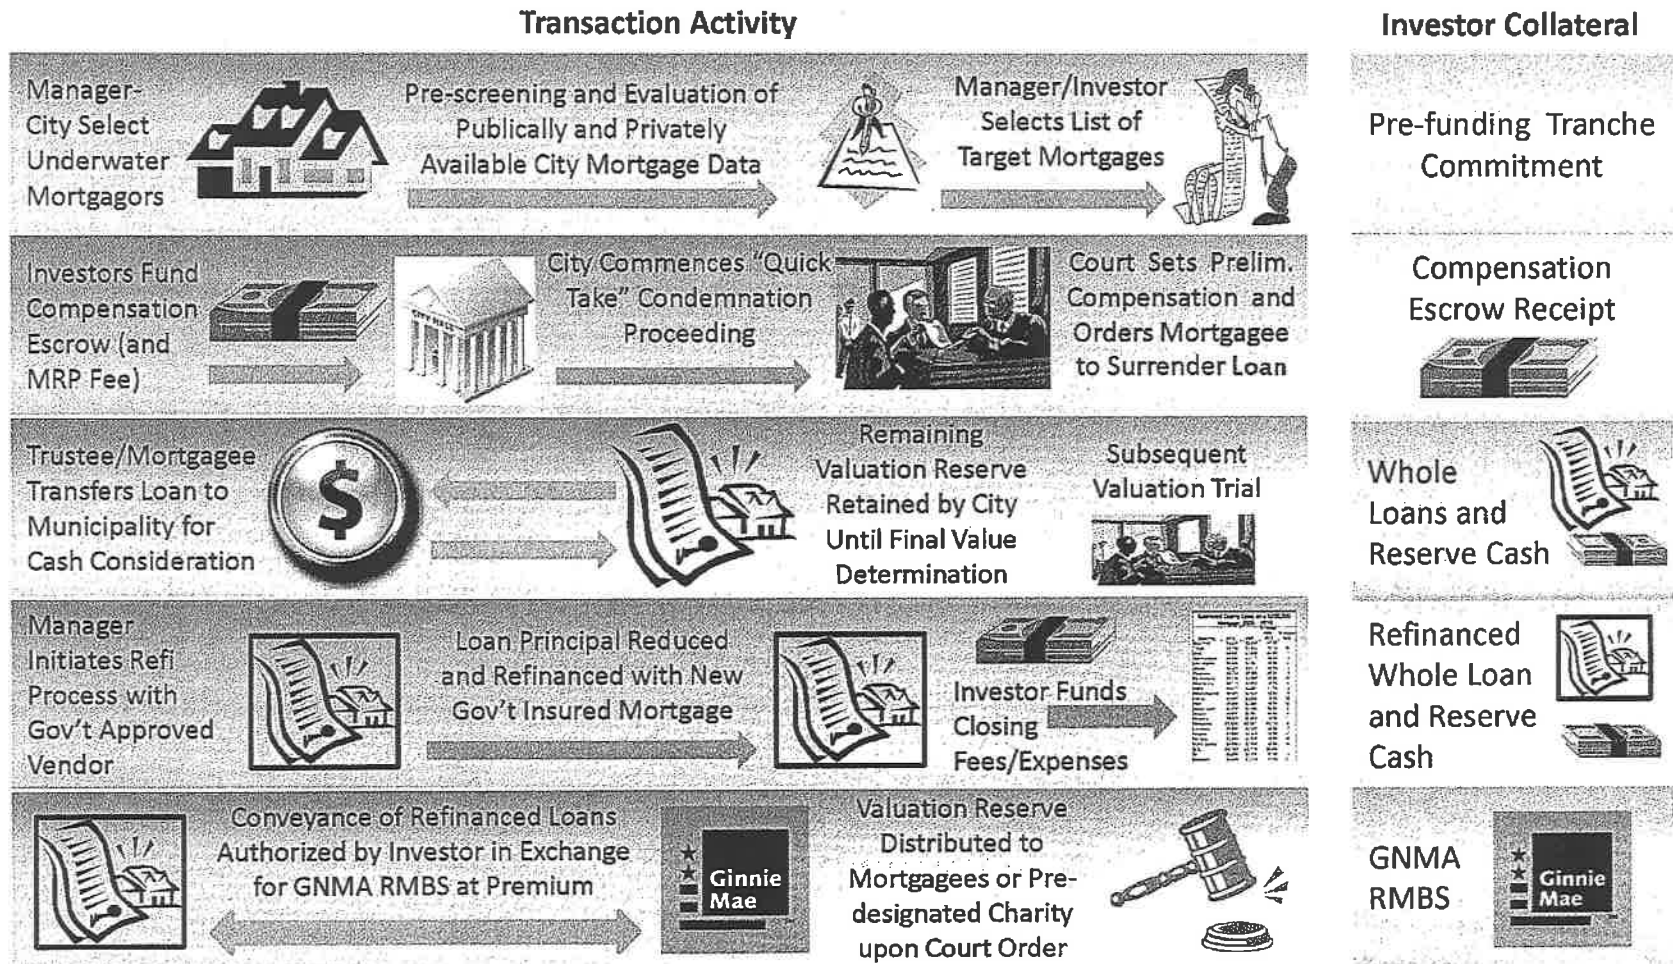 Transaction Activity
Investor Collateral
Manager-
City Select
Underwater
Mortgagors
Pre-screening and Evaluation of
Publically and Privately
Available City Mortgage Data
Manager/Investor
Selects List of
Target Mortgages
Pre-funding Tranche
Commitment
Investors Fund
Compensation
Escrow (and
MRP Fee)
CITY HALL
City Commences "Quick
Take" Condemnation
Proceeding
Court Sets Prelim.
Compensation and
Orders Mortgagee
to Surrender Loan
Compensation
Escrow Receipt
Trustee/Mortgagee
Transfers Loan to
Municipality for
Cash Consideration
$
Remaining
Valuation Reserve
Retained by City
Until Final Value
Determination
Subsequent
Valuation Trial
Whole
Loans and
Reserve Cash
Manager
Initiates Refi
Process with
Gov't Approved
Vendor
Loan Principal Reduced
and Refinanced with New
Gov't Insured Mortgage
Investor Funds
Closing
Fees/Expenses
Refinanced
Whole Loan
and Reserve
Cash
Conveyance of Refinanced Loans
Authorized by Investor in Exchange
for GNMA RMBS at Premium
Ginnie
Mae
Valuation Reserve
Distributed to
Mortgagees or Pre-
designated Charity
upon Court Order
GNMA
RMBS
Ginnie
Mae